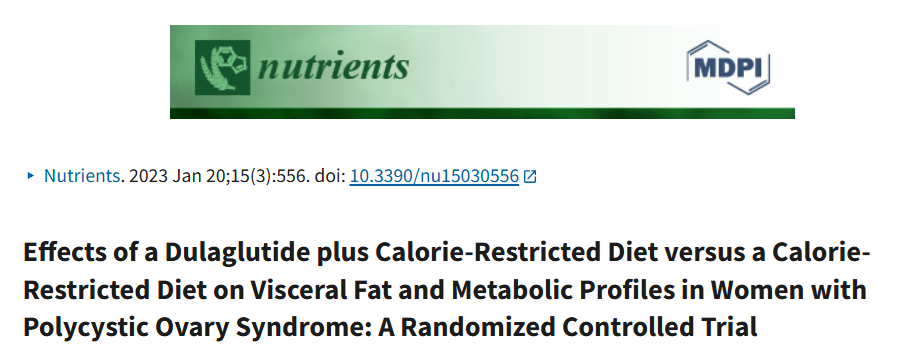 nutrients
MDPI
Nutrients. 2023 Jan 20;15(3):556. doi: 10.3390/nu15030556
Effects of a Dulaglutide plus Calorie-Restricted Diet versus a Calorie-
Restricted Diet on Visceral Fat and Metabolic Profiles in Women with
Polycystic Ovary Syndrome: A Randomized Controlled Trial